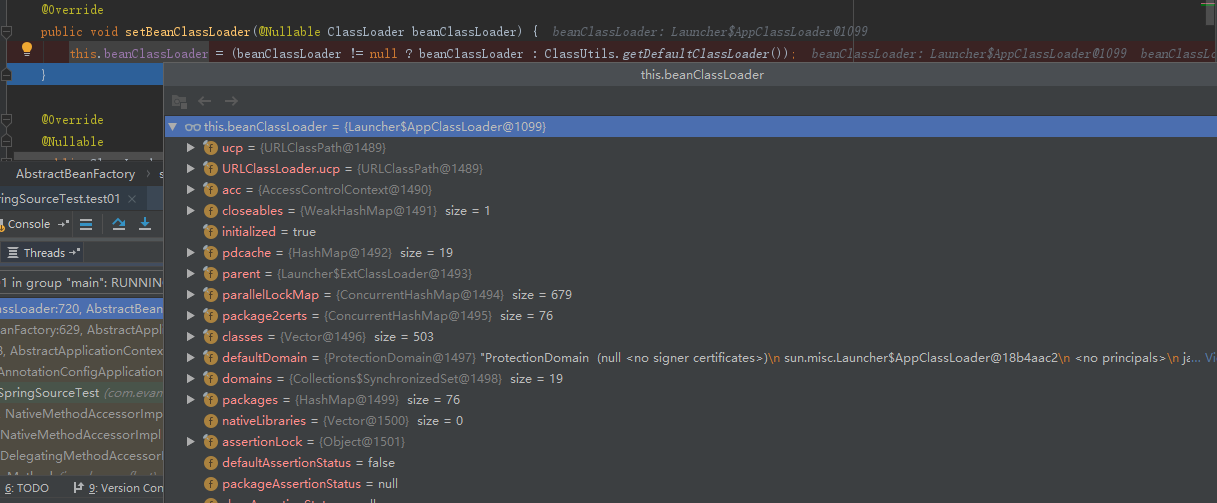 @Override
public void setBeanClassLoader(@Nullable ClassLoader beanClassLoader) { beanClassLoader: Launcher$AppClassLoader@1099
this.beanClassLoader = (beanClassLoader != null ? beanClassLoader : ClassUtils.getDefaultClassLoader()); beanClassLoader: Launcher$AppClassLoader@1099 beanClassLo
}
this.beanClassLoader
@Override
@Nullable
AbstractBeanFactory
ringSourceTest.test01
Console
Threads
01 in group "main": RUNNING
assLoader:720, AbstractBean
anFactory:629, AbstractAppl
3, AbstractApplicationContex
AnnotationConfigApplication
SpringSourceTest (com.evan
NativeMethodAccessorImp
NativeMethodAccessorImpl
DelegatingMethodAccessorI
6: TODO 9: Version Con
this.beanClassLoader = {Launcher$AppClassLoader@1099}
ucp = {URLClassPath@1489}
URLClassLoader.ucp = {URLClassPath@1489}
acc = {AccessControlContext@1490}
closeables = {WeakHashMap@1491} size = 1
initialized = true
pdcache = {HashMap@1492} size = 19
parent = {Launcher$ExtClassLoader@1493}
parallelLockMap = {ConcurrentHashMap@1494} size = 679
package2certs = {ConcurrentHashMap@1495} size = 76
classes = {Vector@1496} size = 503
defaultDomain = {ProtectionDomain@1497} "ProtectionDomain (null <no signer certificates>)\n sun.misc.Launcher$AppClassLoader@18b4aac2\n <no principals>\n ja... Vi
domains = {Collections$SynchronizedSet@1498} size = 19
packages = {HashMap@1499} size = 76
nativeLibraries = {Vector@1500} size = 0
assertionLock = {Object@1501}
defaultAssertionStatus = false
packageAssertionStatus = null